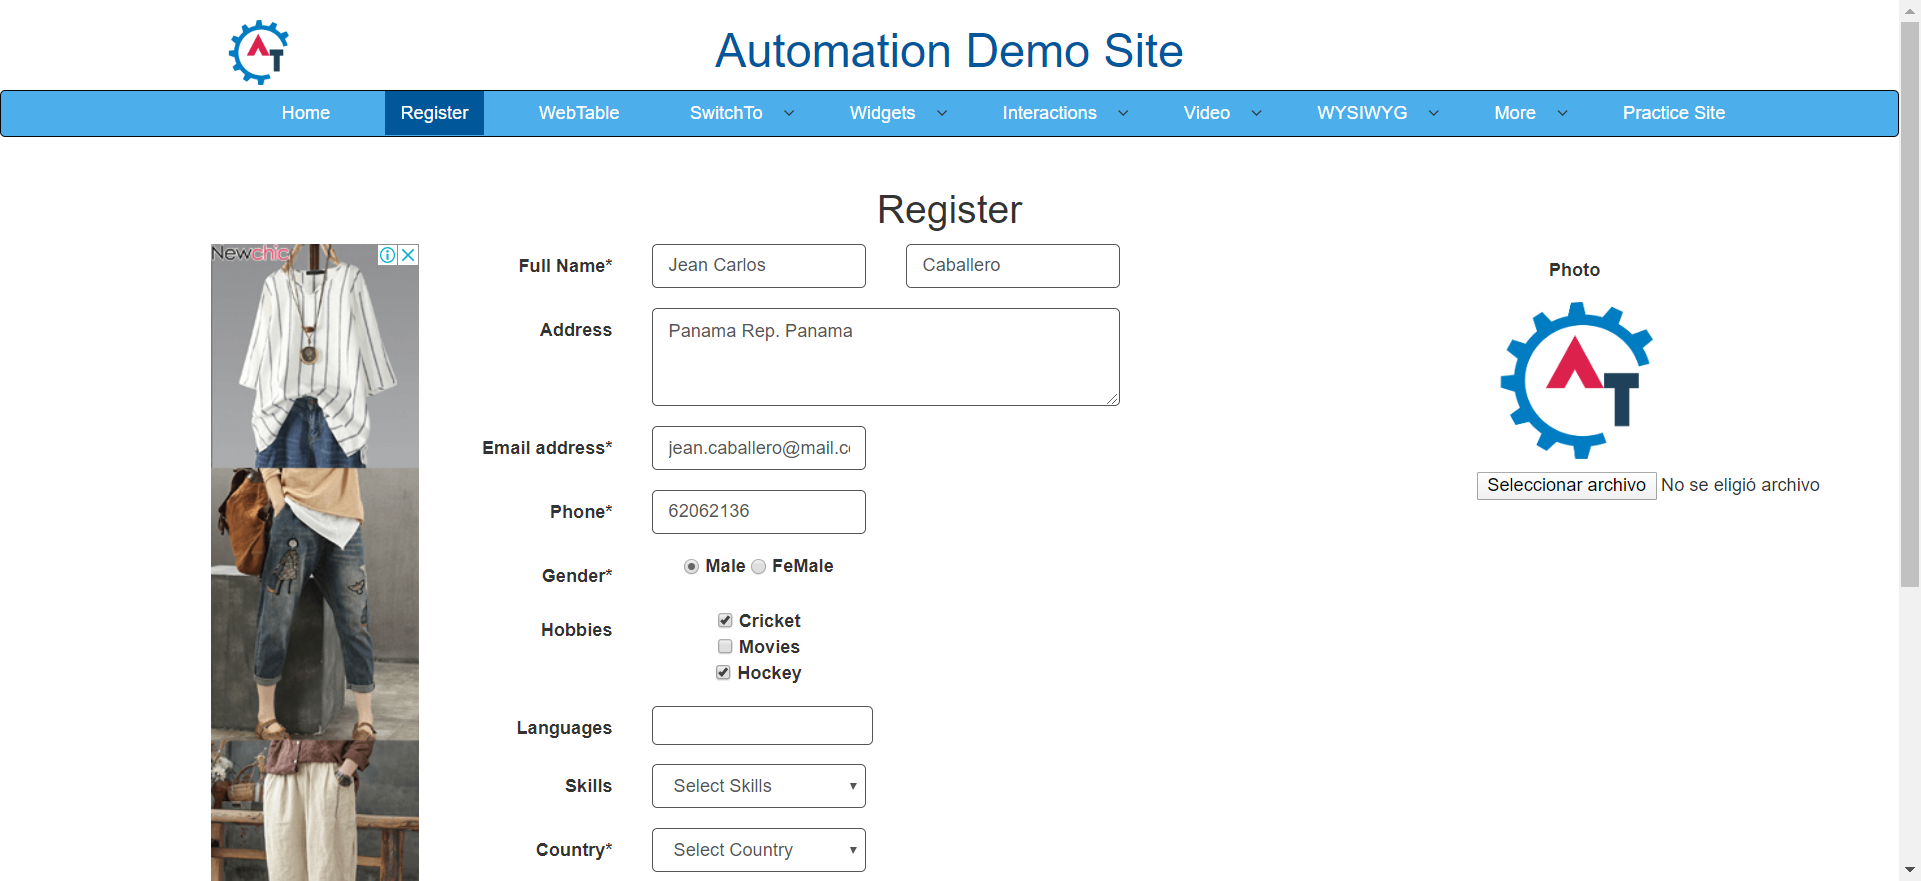 Automation Demo Site
Home Register WebTable SwitchTo Widgets Interactions Video WYSIWYG More Practice Site
Register
Newchic
Full Name* Jean Carlos Caballero
Photo
Address Panama Rep. Panama
AT
Email address* jean.caballero@mail.co
Seleccionar archivo No se eligió archivo
Phone* 62062136
Gender* Male FeMale
Hobbies Cricket
Movies
Hockey
Languages
Skills Select Skills
Country* Select Country